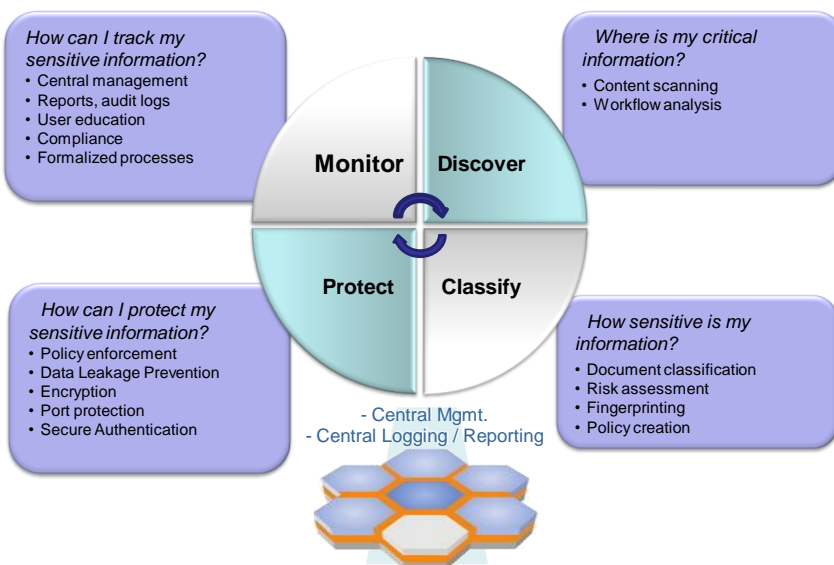 How can I track my
sensitive information?
• Central management
• Reports, audit logs
• User education
• Compliance
• Formalized processes
Where is my critical
information?
• Content scanning
• Workflow analysis
Monitor
Discover
Protect
Classify
How can I protect my
sensitive information?
• Policy enforcement
• Data Leakage Prevention
• Encryption
• Port protection
• Secure Authentication
How sensitive is my
information?
• Document classification
• Risk assessment
• Fingerprinting
• Policy creation
- Central Mgmt.
- Central Logging / Reporting